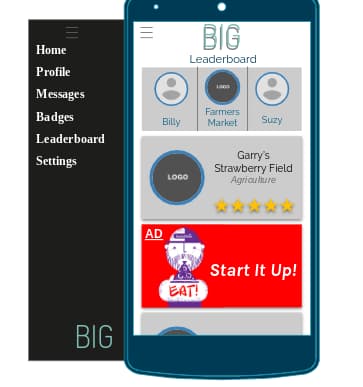 Home
Profile
Messages
Badges
Leaderboard
Settings
BIG
BIG
Leaderboard
LOGO
Billy
Farmers
Market
Suzy
LOGO
Garry's
Strawberry Field
Agriculture
AD
EAT!
Start It Up!